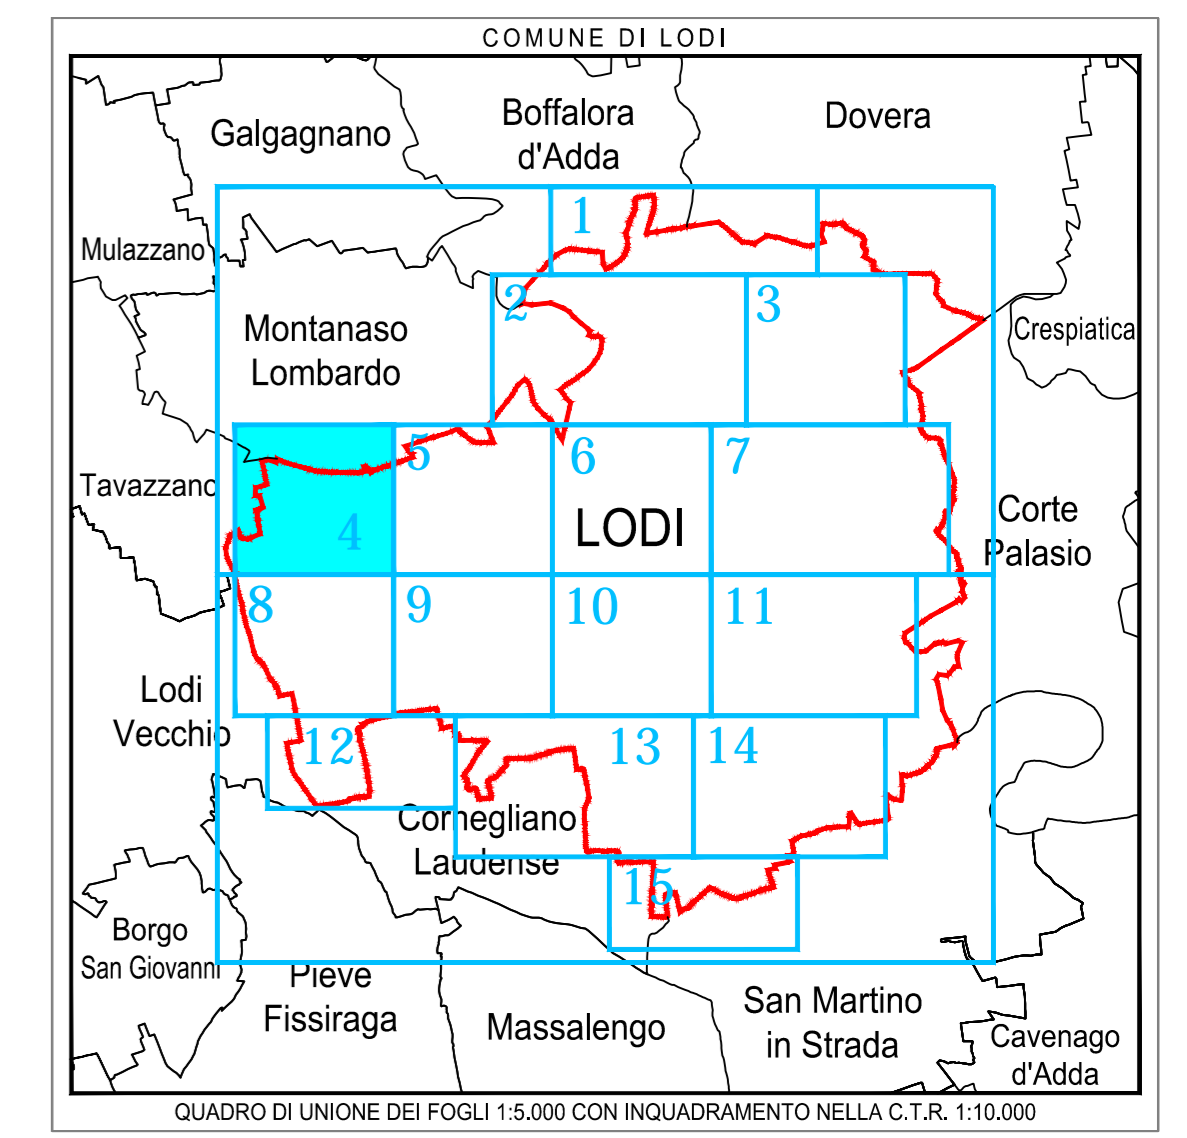 COMUNE DI LODI
Galgagnano
Boffalora
d'Adda
Dovera
1
Mulazzano
2
3
Montanaso
Lombardo
Crespiatica
5
6
7
Tavazzano
4
LODI
Corte
Palasio
8
9
10
11
Lodi
Vecchio
12
13
14
Cornegliano
Laudense
15
Borgo
San Giovanni
Pieve
Fissiraga
Massalengo
San Martino
in Strada
Cavenago
d'Adda
QUADRO DI UNIONE DEI FOGLI 1:5.000 CON INQUADRAMENTO NELLA C.T.R. 1:10.000